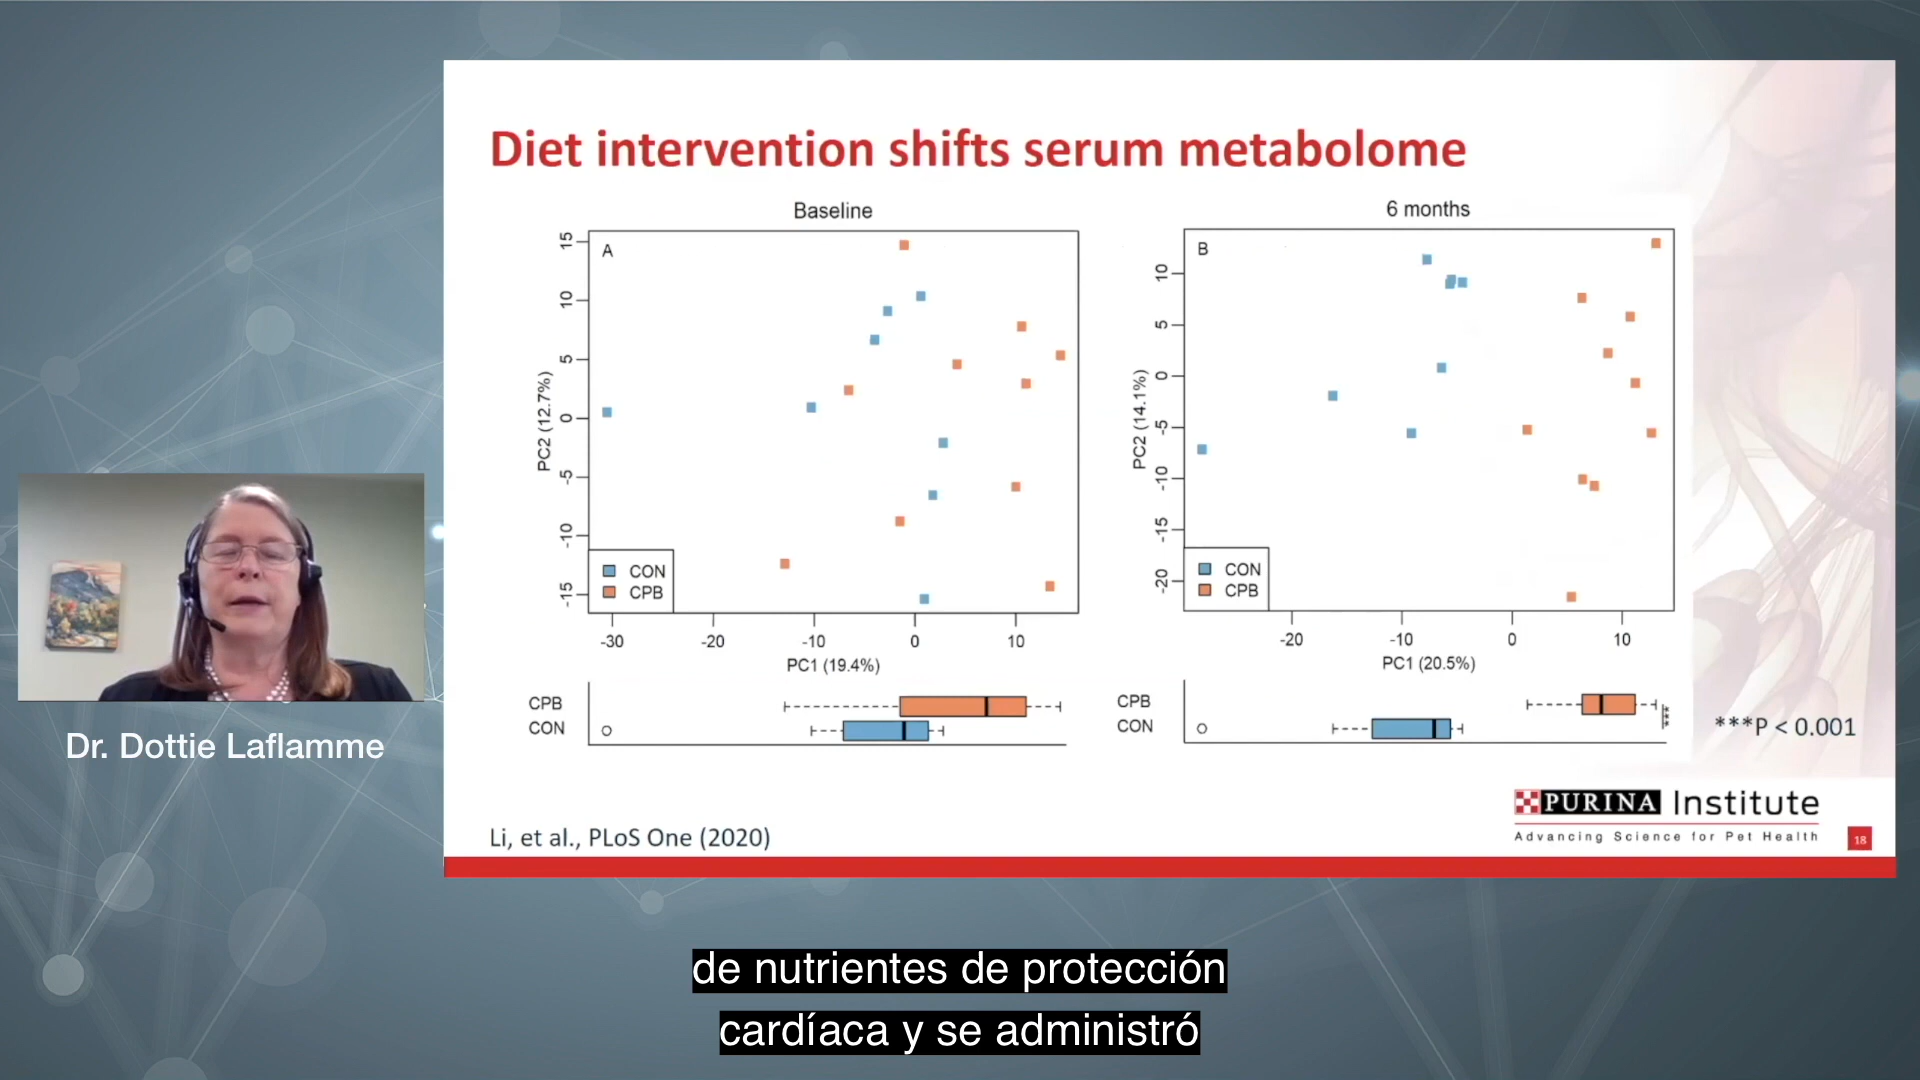 Diet intervention shifts serum metabolome
Baseline
A
15
10
5
0
-5
-10
-15
PC2 (12.7%)
CON
CPB
-30
-20
-10
0
10
PC1 (19.4%)
CPB
CON
6 months
B
10
5
0
-5
-10
-15
-20
PC2 (14.1%)
CON
CPB
-20
-10
0
10
PC1 (20.5%)
CPB
CON
***
***P < 0.001
Li, et al., PLoS One (2020)
PURINA Institute
Advancing Science for Pet Health
18
Dr. Dottie Laflamme
de nutrientes de protección
cardíaca y se administró